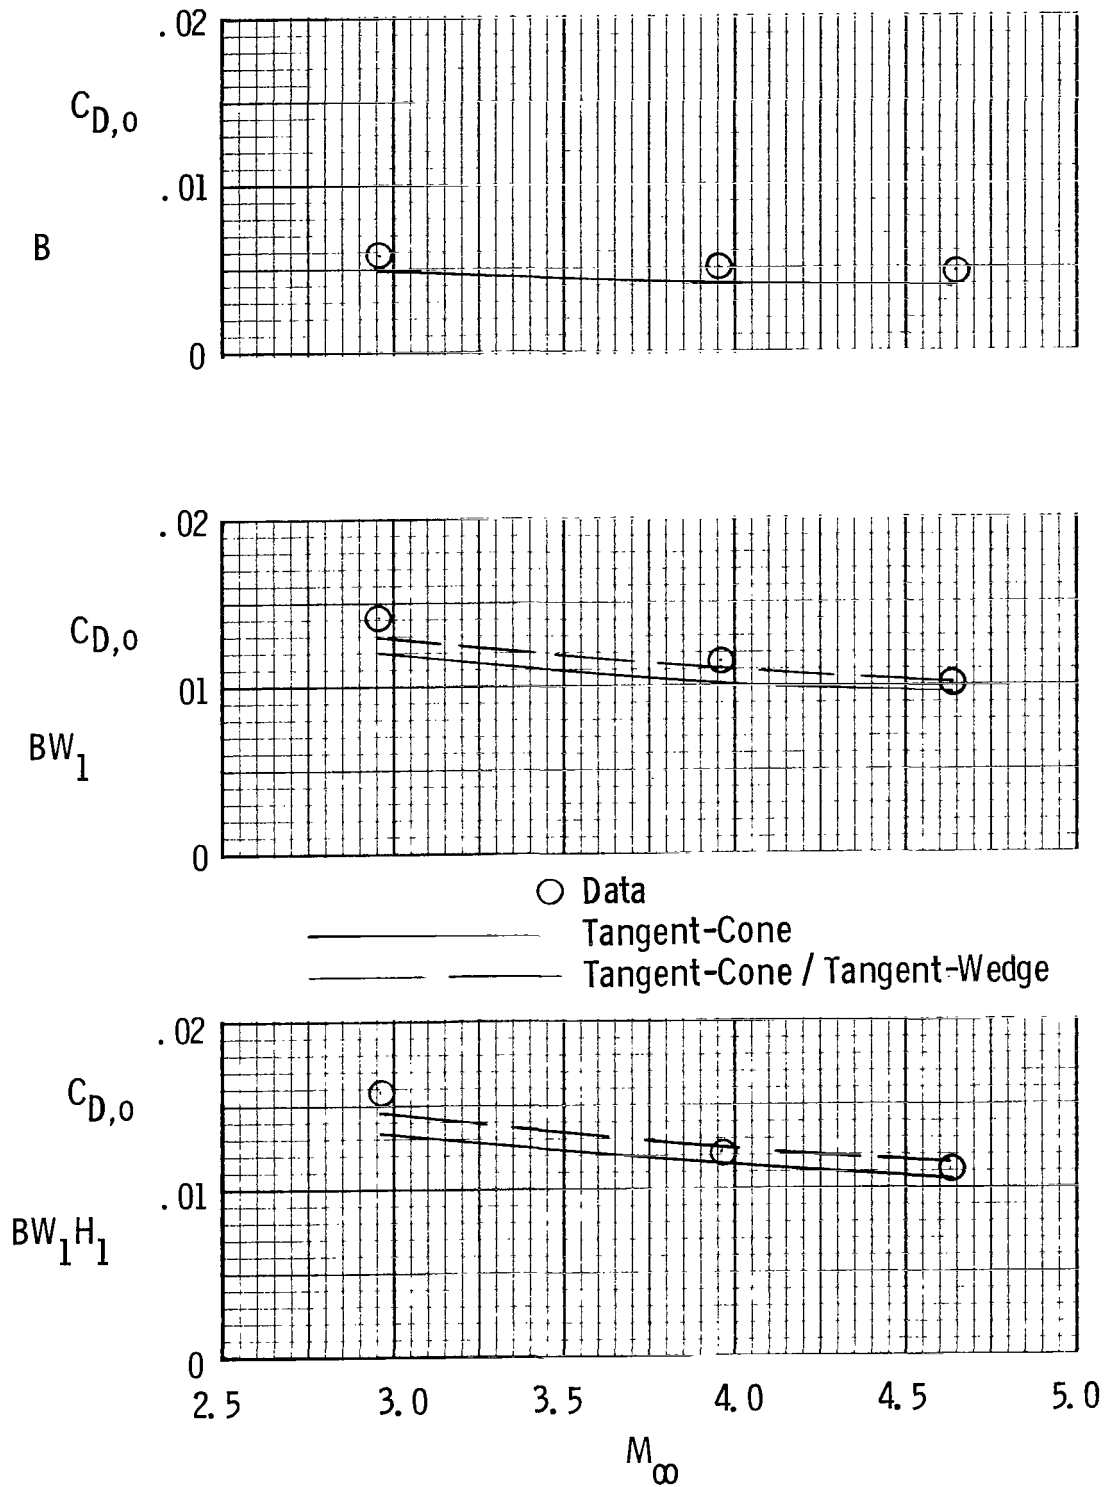 .02
C_D,o
.01
B
0
.02
C_D,o
01
BW_1
0
Data
Tangent-Cone
Tangent-Cone / Tangent-Wedge
.02
C_D,o
.01
BW_1H_1
0
2.5 3.0 3.5 4.0 4.5 5.0
M_∞